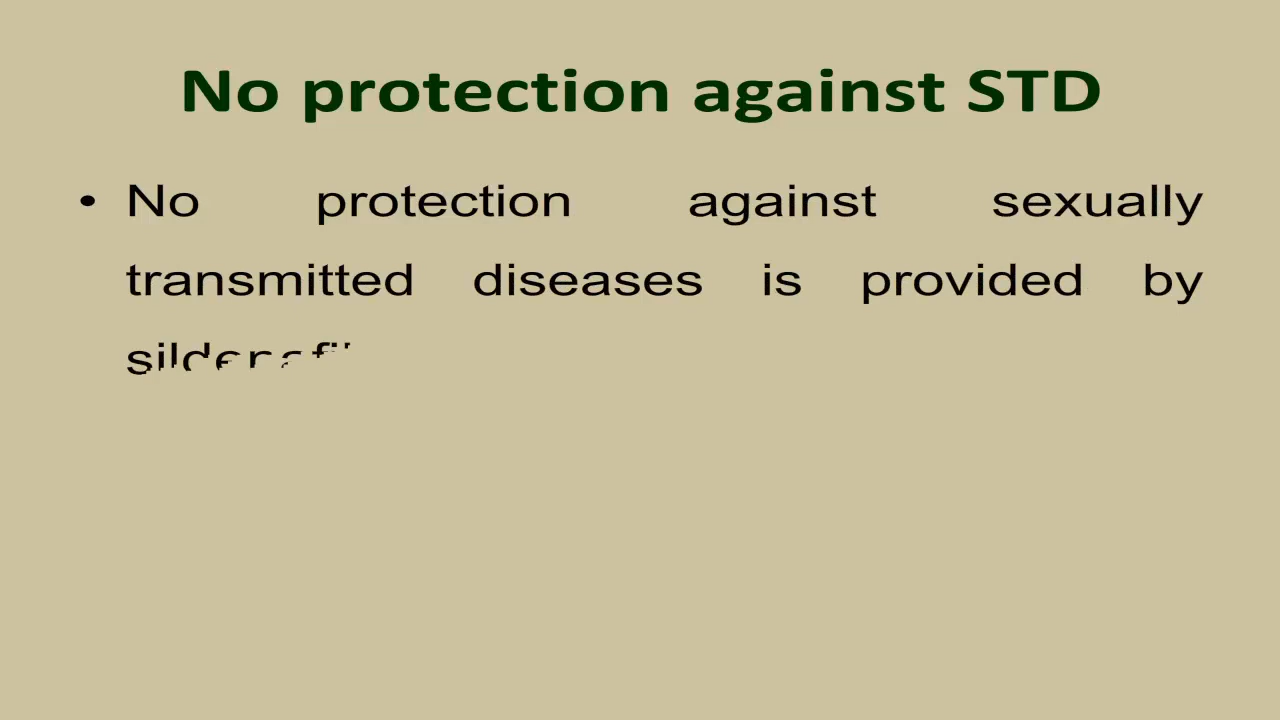 No protection against STD
• No protection against sexually
transmitted diseases is provided by
sildenafil